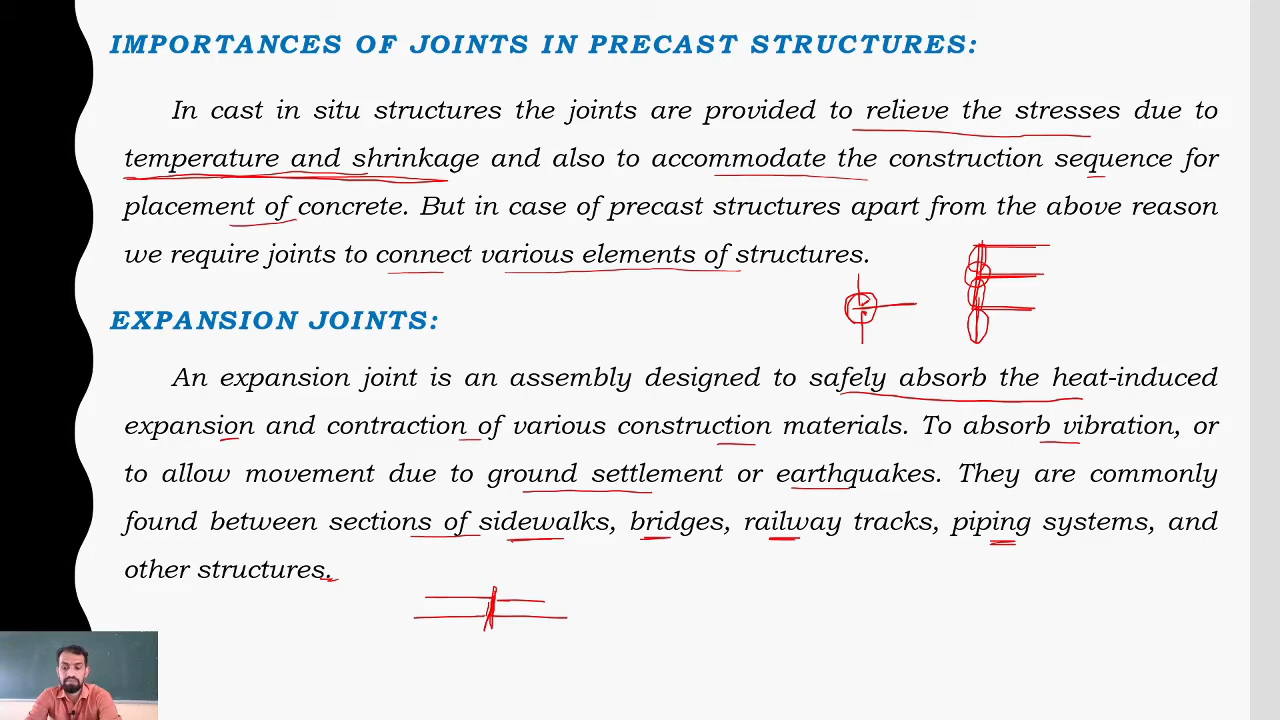 IMPORTANCES OF JOINTS IN PRECAST STRUCTURES:
In cast in situ structures the joints are provided to relieve the stresses due to
temperature and shrinkage and also to accommodate the construction sequence for
placement of concrete. But in case of precast structures apart from the above reason
we require joints to connect various elements of structures.
EXPANSION JOINTS:
An expansion joint is an assembly designed to safely absorb the heat-induced
expansion and contraction of various construction materials. To absorb vibration, or
to allow movement due to ground settlement or earthquakes. They are commonly
found between sections of sidewalks, bridges, railway tracks, piping systems, and
other structures.